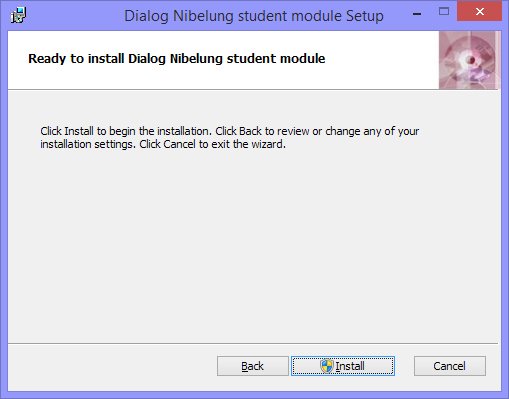 Dialog Nibelung student module Setup
Ready to install Dialog Nibelung student module
Click Install to begin the installation. Click Back to review or change any of your
installation settings. Click Cancel to exit the wizard.
Back Install Cancel